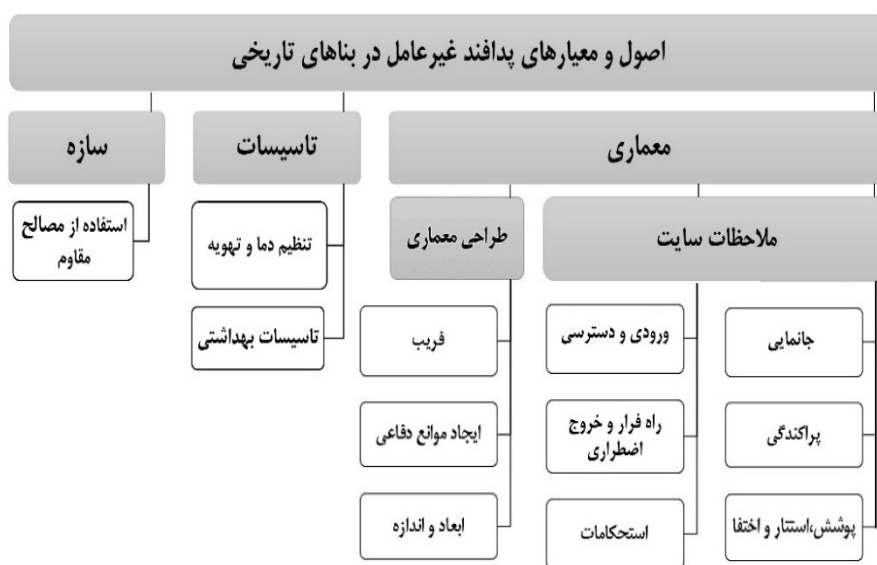 اصول و معیارهای پدافند غیرعامل در بناهای تاریخی
معماری
تاسیسات
سازه
ملاحظات سایت
طراحی معماری
تنظیم دما و تهویه
استفاده از مصالح
مقاوم
جانمایی
ورودی و دسترسی
فریب
تاسیسات بهداشتی
پراکندگی
راه فرار و خروج
اضطراری
ایجاد موانع دفاعی
پوشش،استتار و اختفا
استحکامات
ابعاد و اندازه